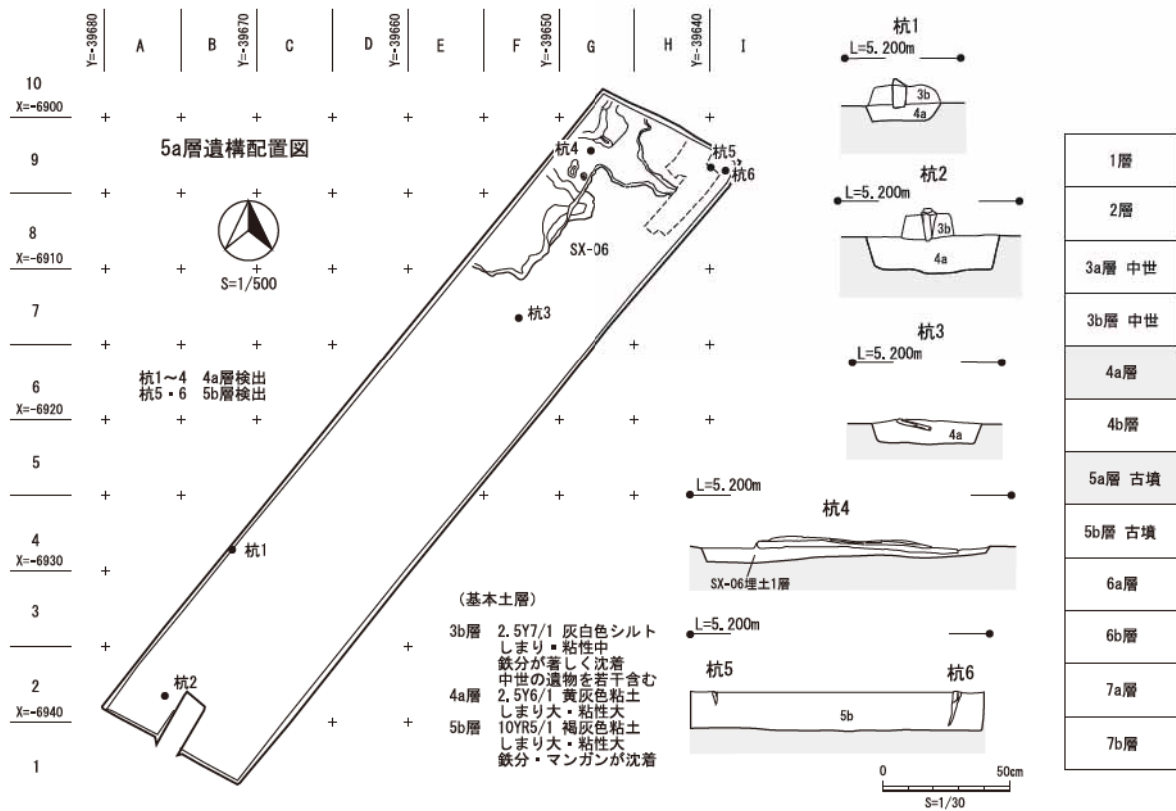 Y=-39680
A
B
Y=-39670
C
D
Y=-39660
E
F
Y=-39650
G
H
Y=-39640
I
10
X=-6900
9
8
X=-6910
7
6
X=-6920
5
4
X=-6930
3
2
X=-6940
1
5a層遺構配置図
S=1/500
杭4
杭5
杭6
SX-06
杭3
杭1~4 4a層検出
杭5・6 5b層検出
杭1
杭2
(基本土層)
3b層 2.5Y7/1 灰白色シルト
しまり・粘性中
鉄分が著しく沈着
中世の遺物を若干含む
4a層 2.5Y6/1 黄灰色粘土
しまり大・粘性大
5b層 10YR5/1 褐灰色粘土
しまり大・粘性大
鉄分・マンガンが沈着
杭1
L=5.200m
3b
4a
杭2
L=5.200m
3b
4a
杭3
L=5.200m
4a
L=5.200m
杭4
SX-06埋土1層
L=5.200m
杭5
杭6
5b
0
50cm
S=1/30
1層
2層
3a層 中世
3b層 中世
4a層
4b層
5a層 古墳
5b層 古墳
6a層
6b層
7a層
7b層